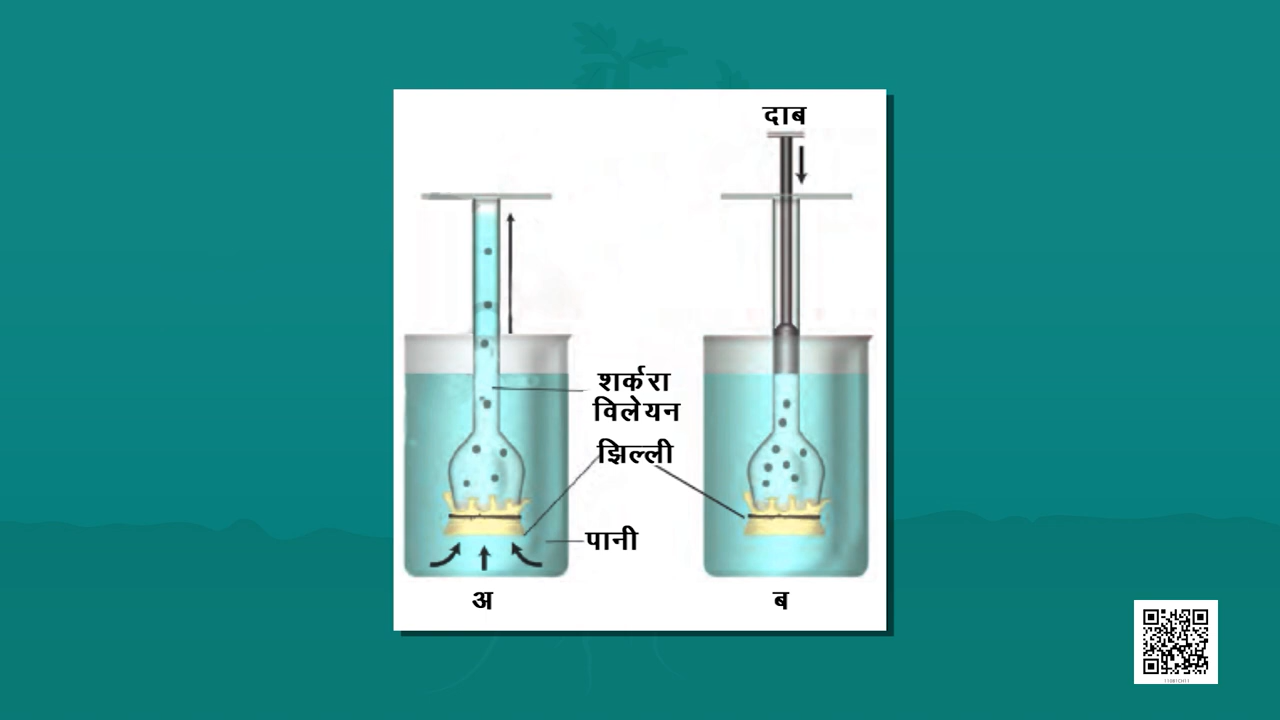 दाब
शर्करा
विलेयन
झिल्ली
पानी
अ
ब